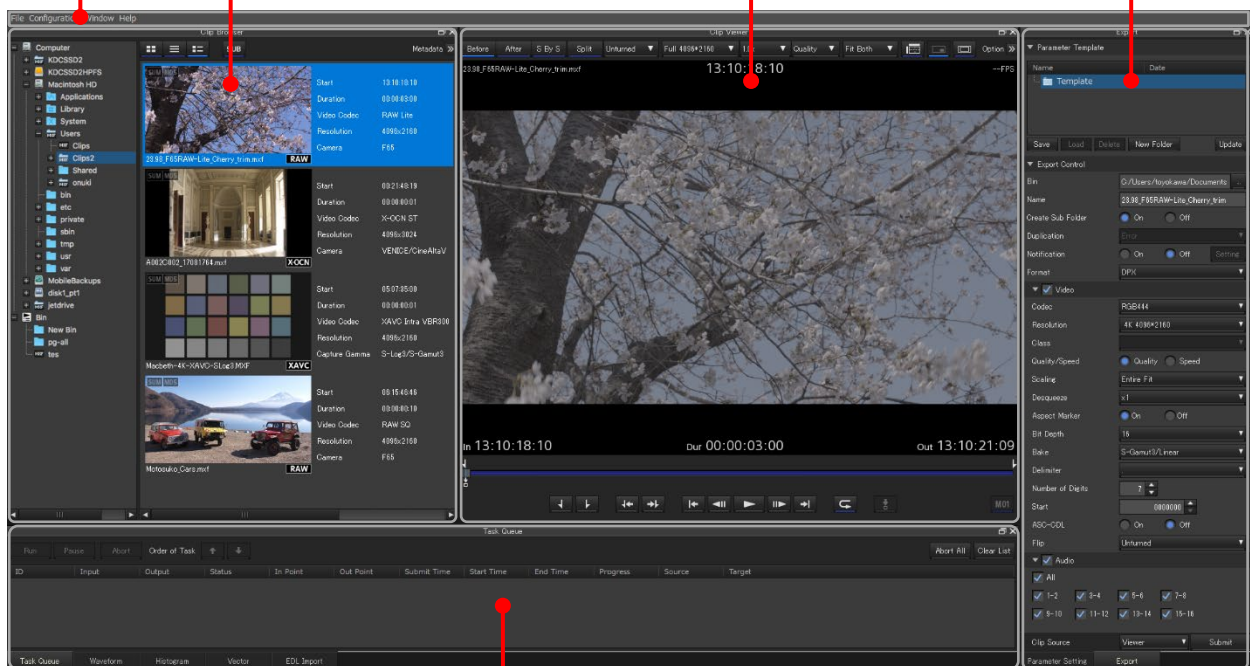 File Configuration Window Help
Clip Browser
Computer
KDCSSD2
KDCSSD2HPFS
Macintosh HD
Applications
Library
System
Users
Clips
Clips2
Shared
onuki
bin
etc
private
sbin
tmp
usr
var
MobileBackups
disk1_pt1
jetdrive
Bin
New Bin
pg-all
tes
SUB
Metadata
SUM MDS
23.98_F65RAW-Lite_Cherry_trim.mxf RAW
Start 13:10:18:10
Duration 00:00:03:00
Video Codec RAW Lite
Resolution 4096x2160
Camera F65
SUM MDS
A002C002_17081764.mxf X-OCN
Start 00:21:40:19
Duration 00:00:00:01
Video Codec X-OCN ST
Resolution 4096x3024
Camera VENICE/CineAltaV
SUM MDS
Macbeth-4K-XAVC-SLog3.MXF XAVC
Start 05:07:35:00
Duration 00:00:00:01
Video Codec XAVC Intra VBR300
Resolution 4096x2160
Capture Gamma S-Log3/S-Gamut3
SUM MDS
Motosuko_Cars.mxf RAW
Start
Duration 00:00:00:10
Video Codec RAW SQ
Resolution 4096x2160
Camera F65
Clip Viewer
Before After S By S Split Unturned Full 4096*2160 Quality Fit Both Option
23.98_F65RAW-Lite_Cherry_trim.mxf 13:10:18:10 --FPS
In 13:10:18:10 Dur 00:00:03:00 Out 13:10:21:09
M01
Export
Parameter Template
Name Date
Template
Save Load Delete New Folder Update
Export Control
Bin C:/Users/toyokawa/Documents ...
Name 23.98_F65RAW-Lite_Cherry_trim
Create Sub Folder On Off
Duplication Error
Notification On Off Setting
Format DPX
Video
Codec RGB444
Resolution 4K 4096*2160
Class
Quality/Speed Quality Speed
Scaling Entire Fit
Desqueeze x1
Aspect Marker On Off
Bit Depth 16
Bake S-Gamut3/Linear
Delimiter
Number of Digits 7
Start 0000000
ASC-CDL On Off
Flip Unturned
Audio
All
1-2 3-4 5-6 7-8
9-10 11-12 13-14 15-16
Clip Source Viewer Submit
Parameter Setting Export
Task Queue
Run Pause Abort Order of Task Abort All Clear List
ID Input Output Status In Point Out Point Submit Time Start Time End Time Progress Source Target
Task Queue Waveform Histogram Vector EDL Import